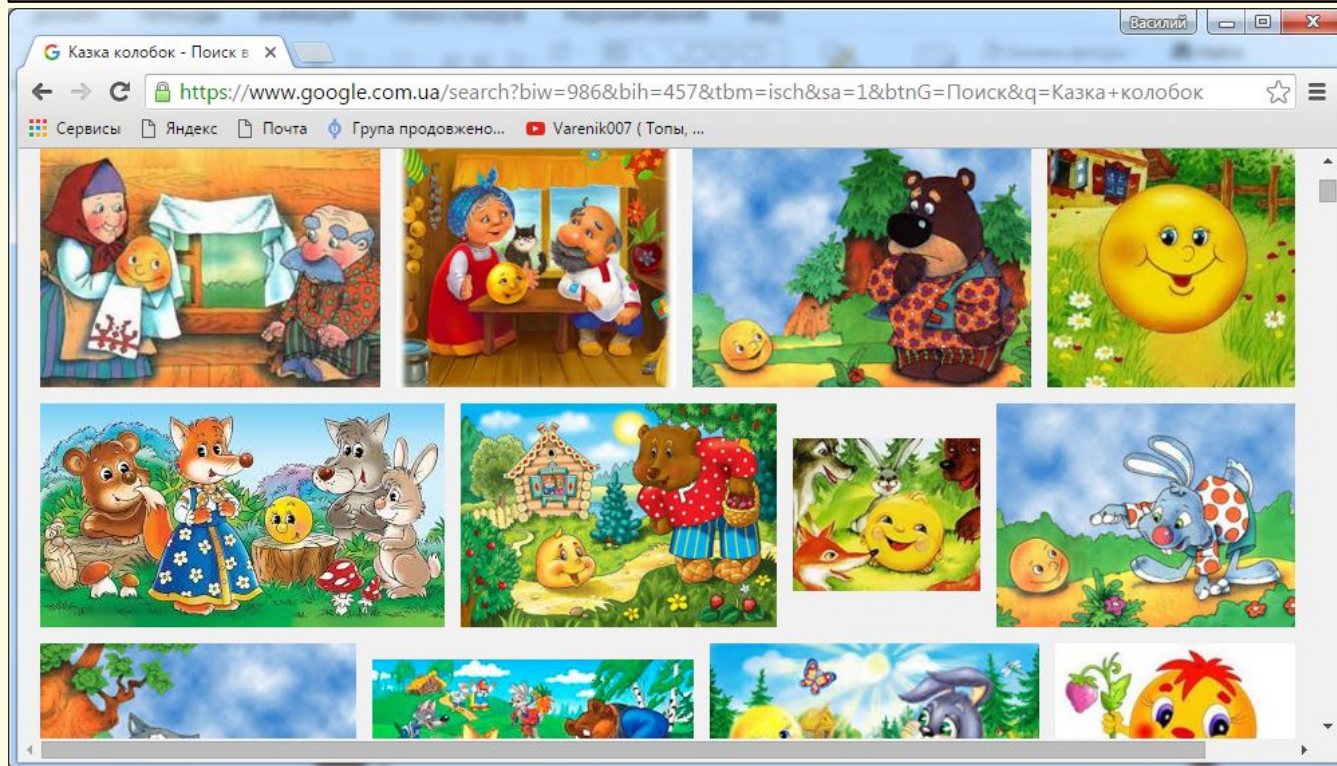 Василий
Казка колобок - Поиск в
https://www.google.com.ua/search?biw=986&bih=457&tbm=isch&sa=1&btnG=Поиск&q=Казка+колобок
Сервисы Яндекс Почта Група продовжено... Varenik007 ( Топы, ...